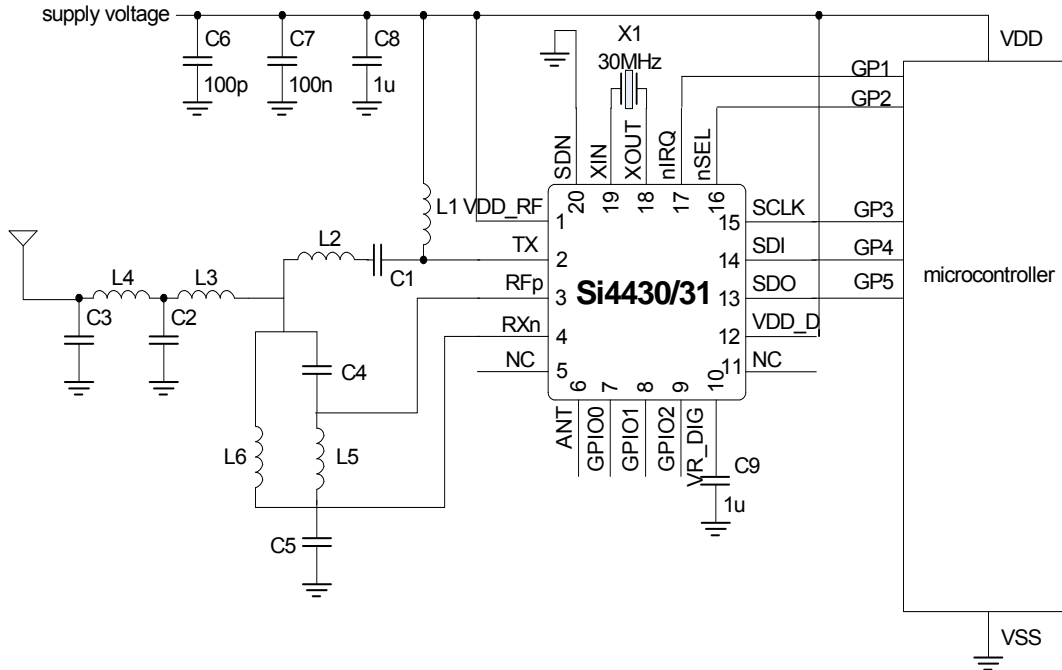 supply voltage
C6
100p
C7
100n
C8
1u
X1
30MHz
VDD
GP1
GP2
SDN
XIN
XOUT
nIRQ
nSEL
20
19
18
17
16
L1
VDD_RF
1
15
SCLK
GP3
L2
C1
TX
2
14
SDI
GP4
microcontroller
L4
L3
RFp
3
Si4430/31
13
SDO
GP5
C3
C2
RXn
4
12
VDD_D
NC
5
11
NC
C4
6
7
8
9
10
ANT
GPIO0
GPIO1
GPIO2
VR_DIG
L6
L5
C9
1u
C5
VSS